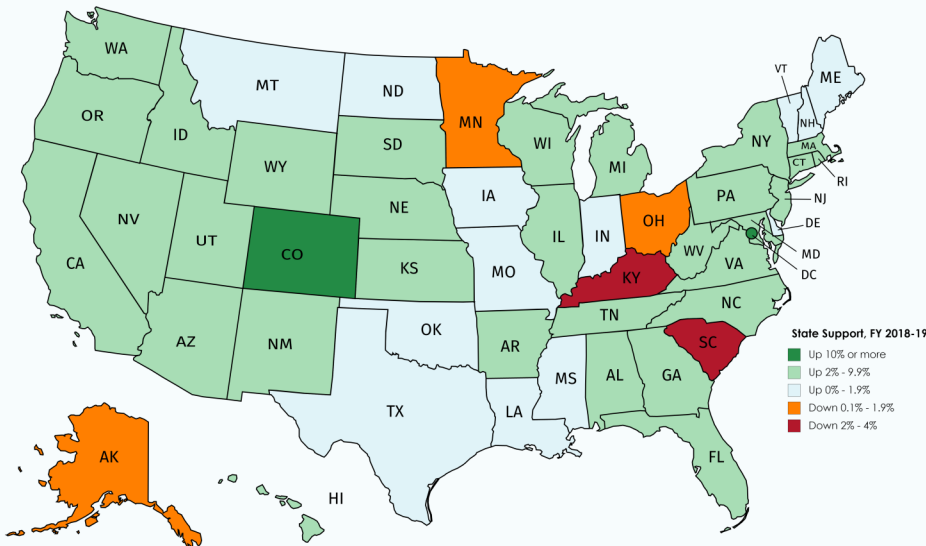 WA
MT
ND
MN
VT
ME
OR
ID
WY
SD
WI
MI
NY
NH
MA
CT
RI
NV
UT
CO
NE
IA
IL
IN
OH
PA
NJ
DE
MD
DC
CA
KS
MO
KY
WV
VA
AZ
NM
OK
AR
TN
NC
TX
LA
MS
AL
GA
SC
FL
AK
HI
State Support, FY 2018-19
Up 10% or more
Up 2% - 9.9%
Up 0% - 1.9%
Down 0.1% - 1.9%
Down 2% - 4%